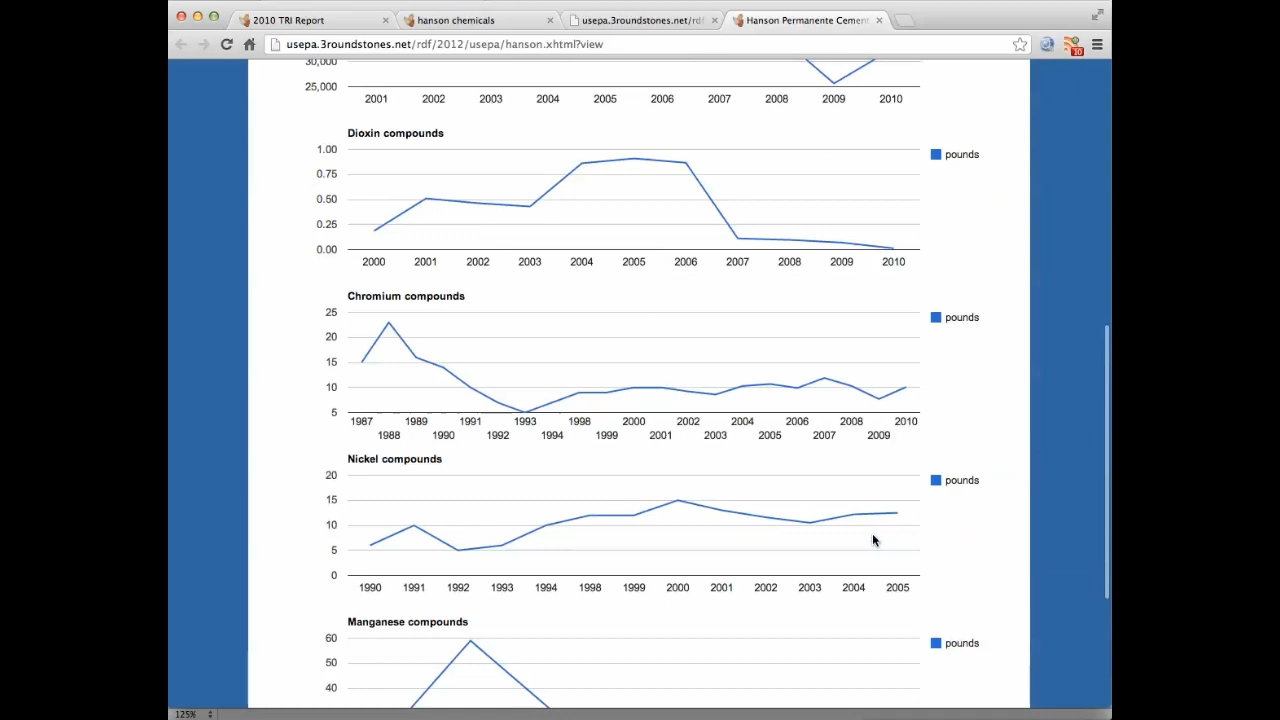 2010 TRI Report
hanson chemicals
usepa.3roundstones.net/rdf
Hanson Permanente Cement
usepa.3roundstones.net/rdf/2012/usepa/hanson.xhtml?view
10
30,000
25,000
2001 2002 2003 2004 2005 2006 2007 2008 2009 2010
Dioxin compounds
1.00
pounds
0.75
0.50
0.25
0.00
2000 2001 2002 2003 2004 2005 2006 2007 2008 2009 2010
Chromium compounds
25
pounds
20
15
10
5
1987 1989 1991 1993 1998 2000 2002 2004 2006 2008 2010
1988 1990 1992 1994 1999 2001 2003 2005 2007 2009
Nickel compounds
20
pounds
15
10
5
0
1990 1991 1992 1993 1994 1998 1999 2000 2001 2002 2003 2004 2005
Manganese compounds
60
pounds
50
40
125%